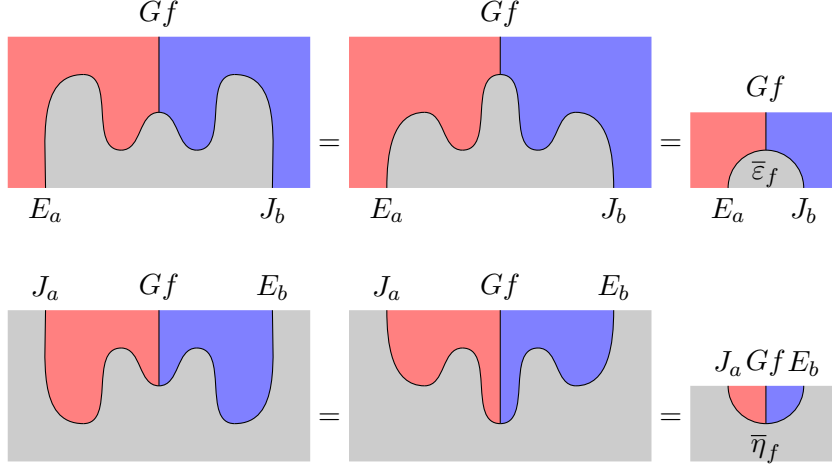 Gf Gf
= = Gf
ε̅_f
E_a J_b E_a J_b E_a J_b
J_a Gf E_b J_a Gf E_b
= = J_a Gf E_b
η̅_f